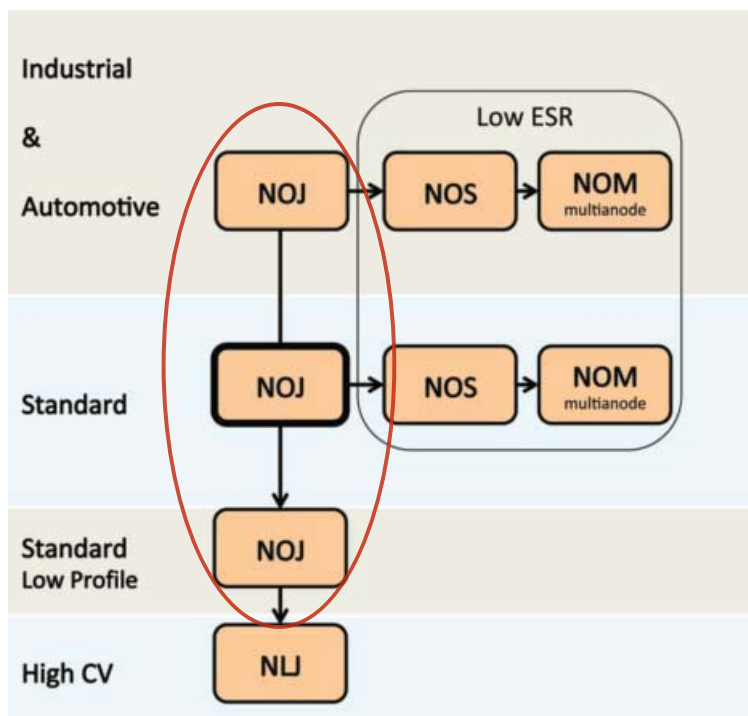 Industrial
&
Automotive
Low ESR
NOJ
NOS
NOM
multianode
Standard
NOJ
NOS
NOM
multianode
Standard
Low Profile
NOJ
High CV
NLJ